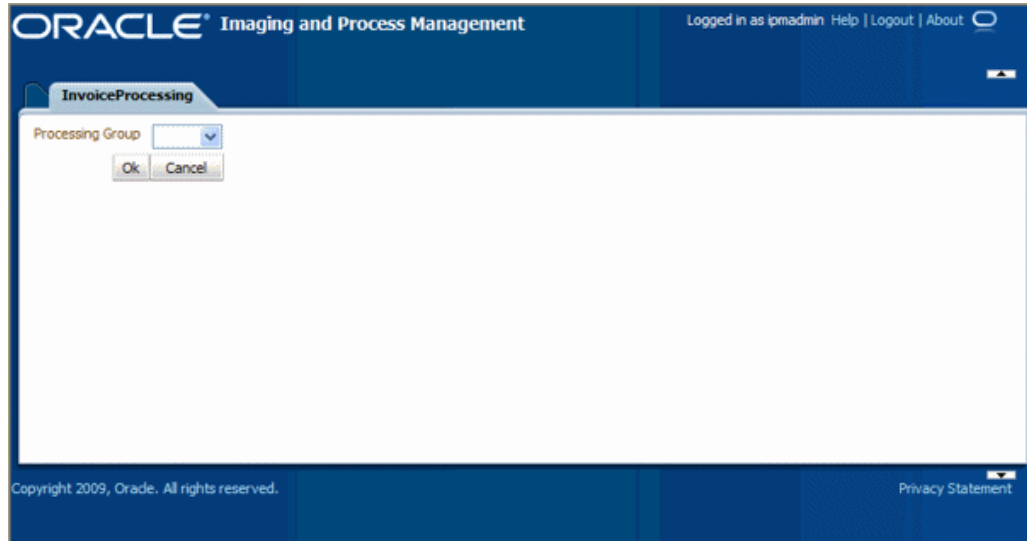 ORACLE® Imaging and Process Management
Logged in as ipmadmin Help | Logout | About
InvoiceProcessing
Processing Group
Ok Cancel
Copyright 2009, Oracle. All rights reserved.
Privacy Statement